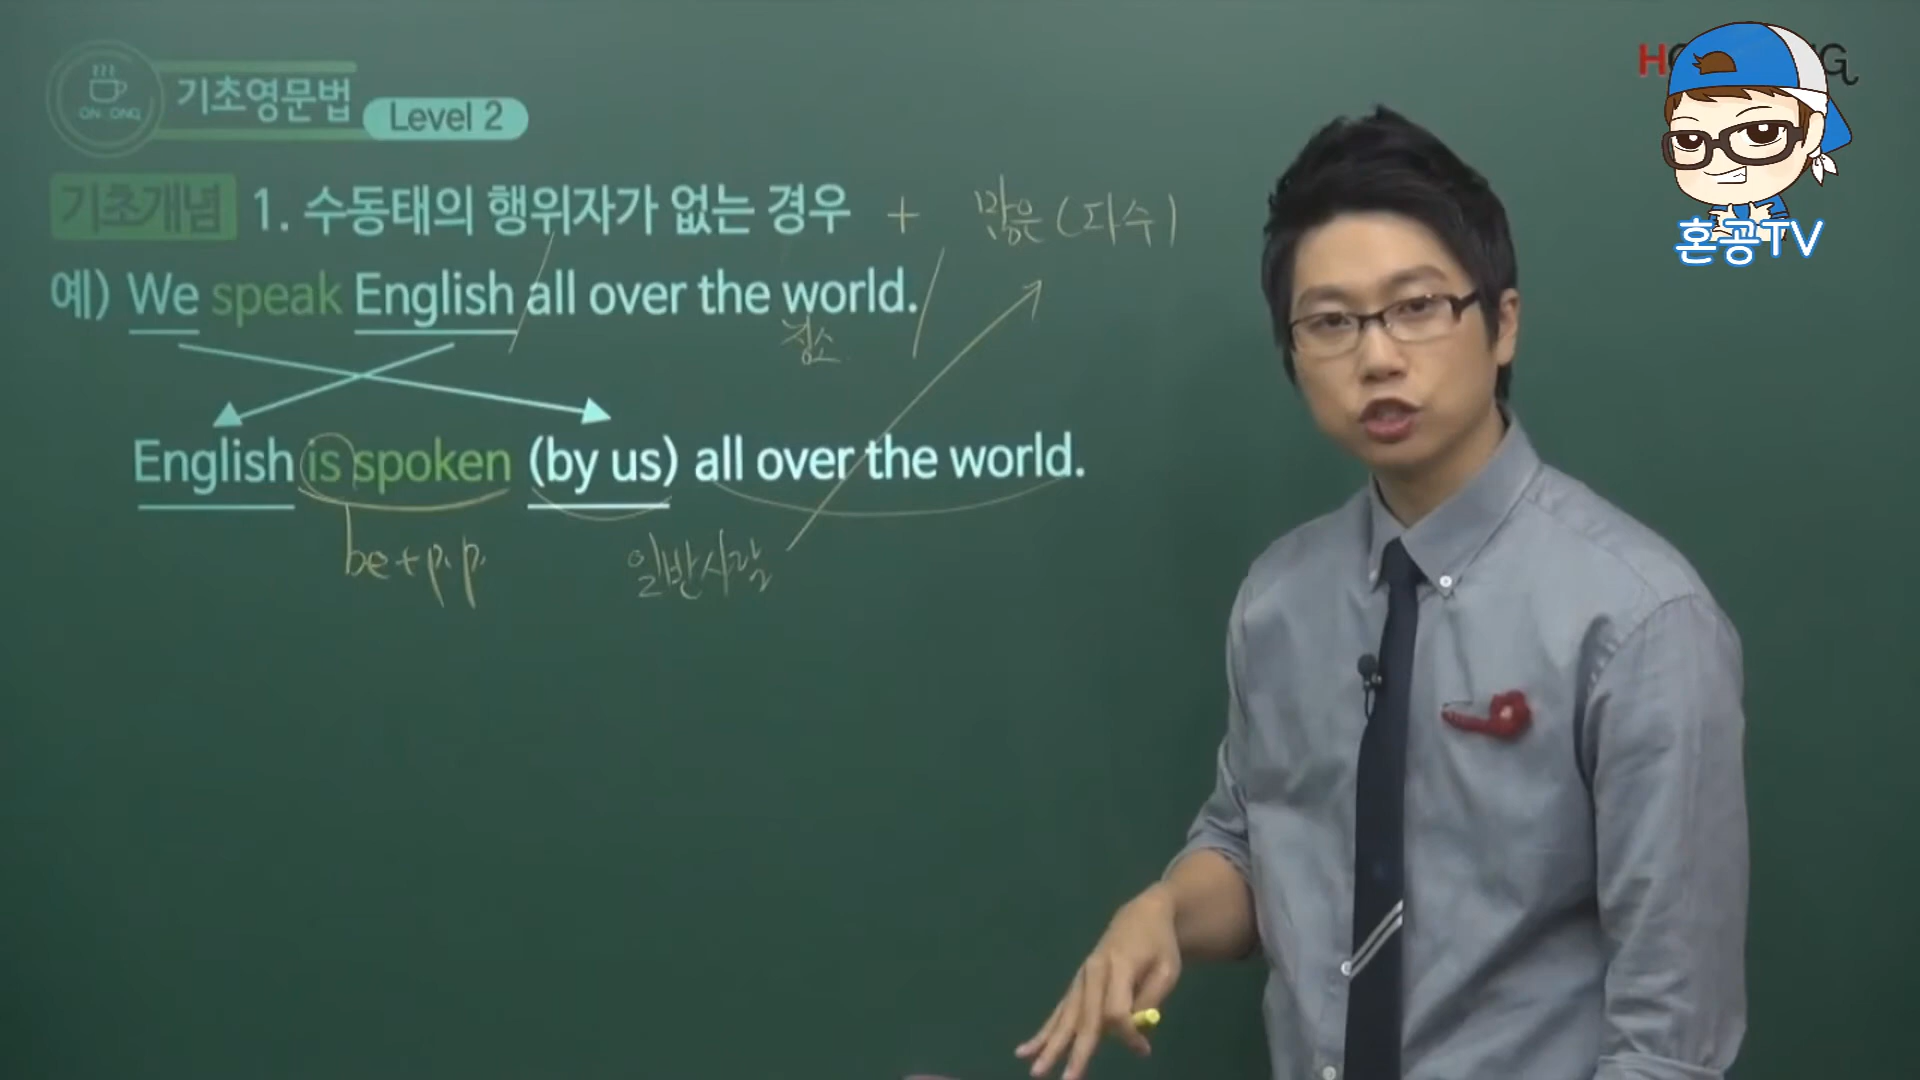 기초영문법
Level 2
기초개념 1. 수동태의 행위자가 없는 경우 + 많은 (다수)
예) We speak English all over the world.
장소
English is spoken (by us) all over the world.
be+p.p.
일반사람
혼공TV